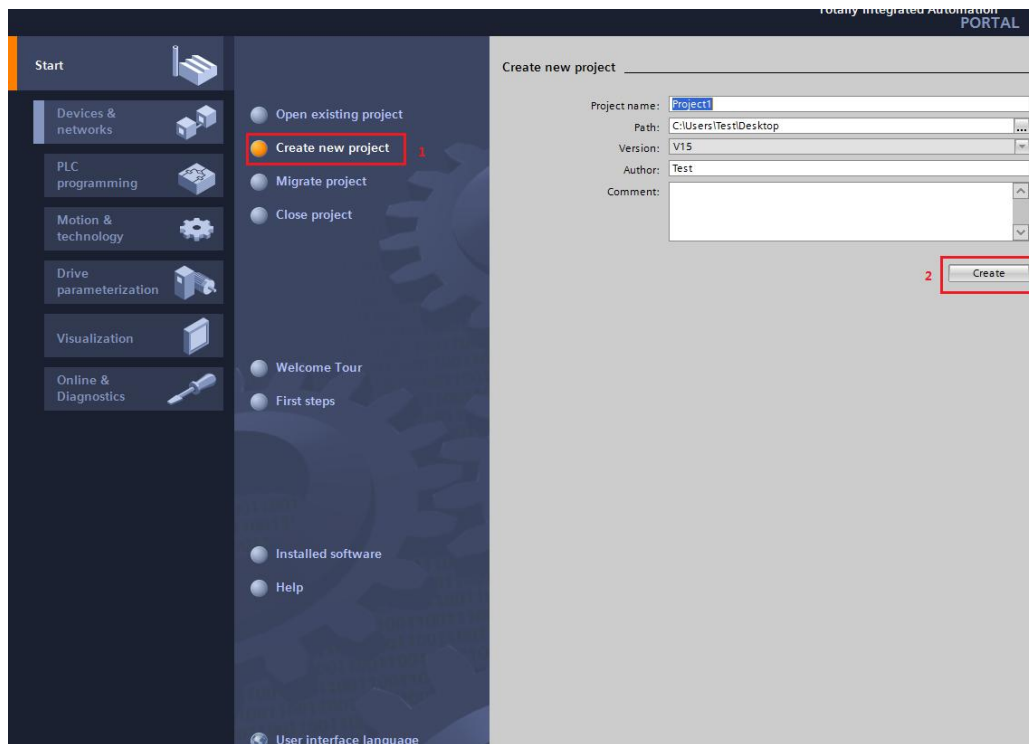 Totally Integrated Automation
PORTAL
Start
Devices &
networks
PLC
programming
Motion &
technology
Drive
parameterization
Visualization
Online &
Diagnostics
Open existing project
Create new project 1
Migrate project
Close project
Welcome Tour
First steps
Installed software
Help
User interface language
Create new project
Project name: Project1
Path: C:\Users\Test\Desktop ...
Version: V15
Author: Test
Comment:
2 Create